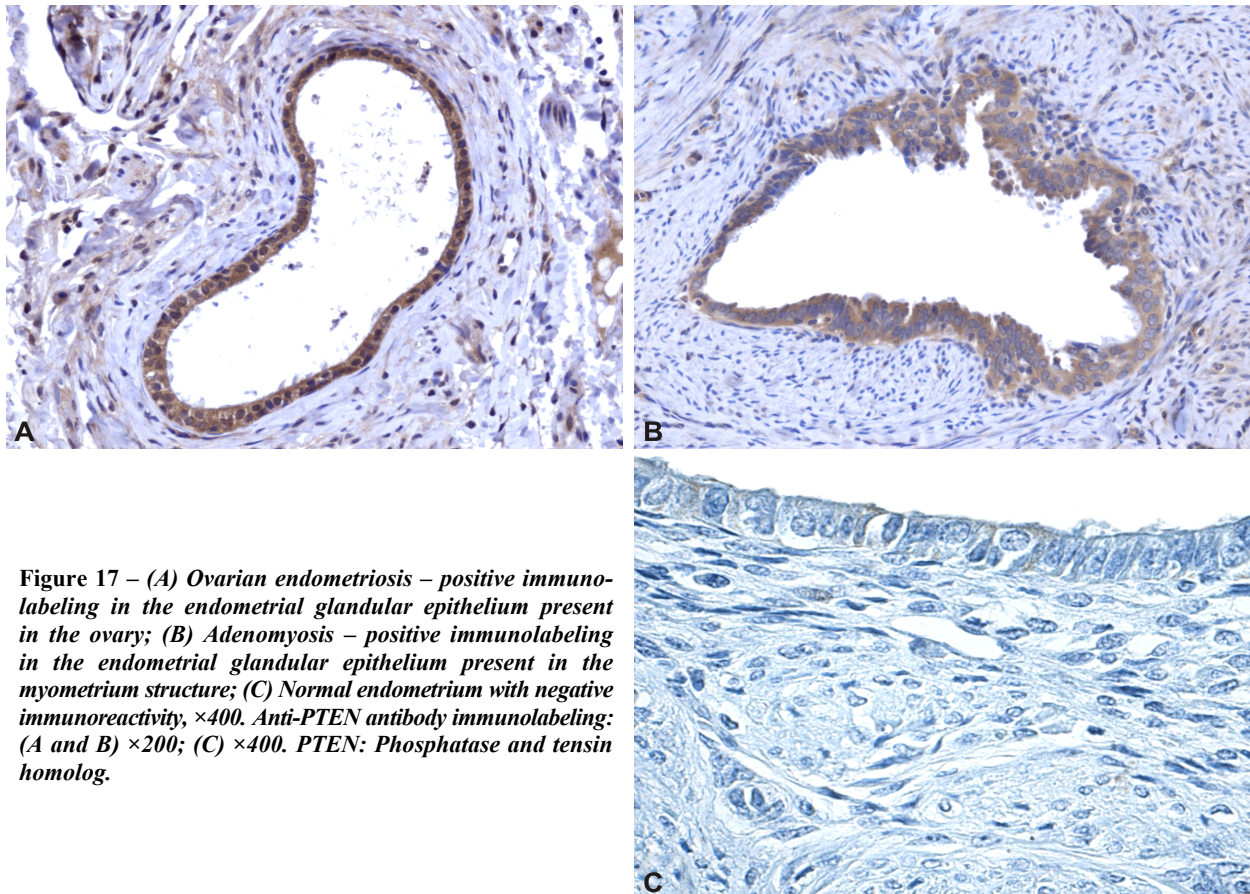 A
B
Figure 17 – (A) Ovarian endometriosis – positive immuno-
labeling in the endometrial glandular epithelium present
in the ovary; (B) Adenomyosis – positive immunolabeling
in the endometrial glandular epithelium present in the
myometrium structure; (C) Normal endometrium with negative
immunoreactivity, ×400. Anti-PTEN antibody immunolabeling:
(A and B) ×200; (C) ×400. PTEN: Phosphatase and tensin
homolog.
C